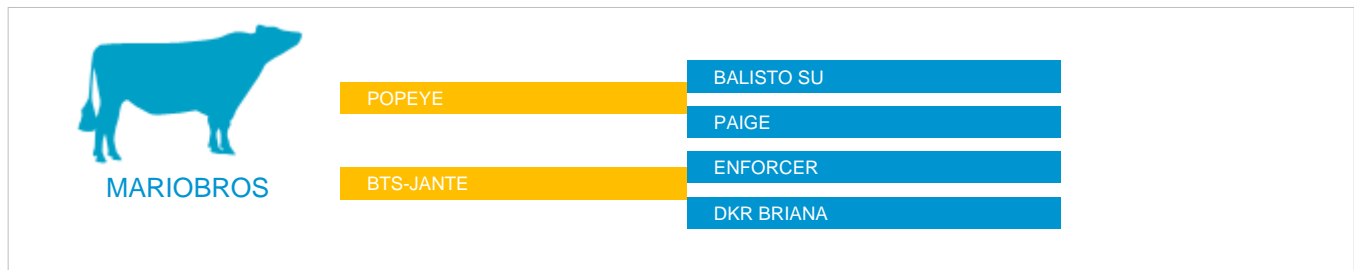 MARIOBROS
POPEYE
BTS-JANTE
BALISTO SU
PAIGE
ENFORCER
DKR BRIANA